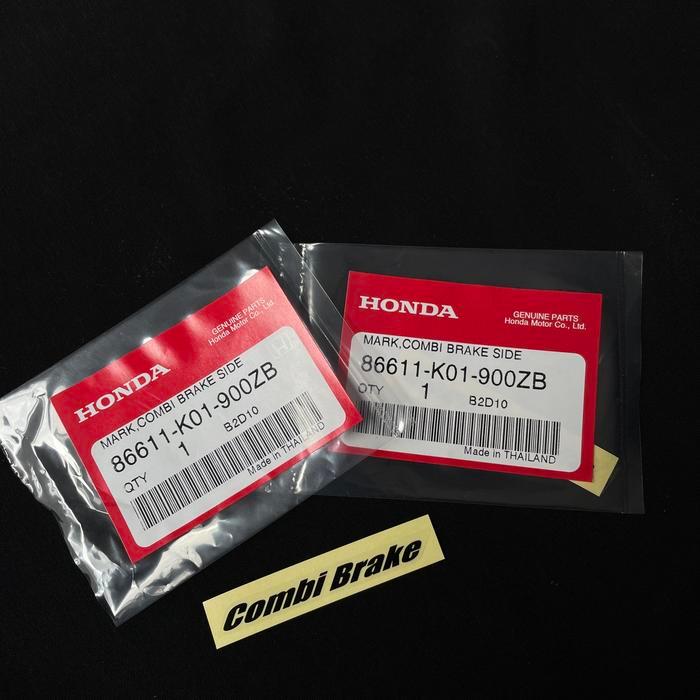 HONDA
GENUINE PARTS
Honda Motor Co., Ltd.
MARK,COMBI BRAKE SIDE
86611-K01-900ZB
QTY 1 B2D10
Made in THAILAND
HONDA
GENUINE PARTS
Honda Motor Co., Ltd.
MARK,COMBI BRAKE SIDE
86611-K01-900ZB
QTY 1 B2D10
Made in THAILAND
Combi Brake